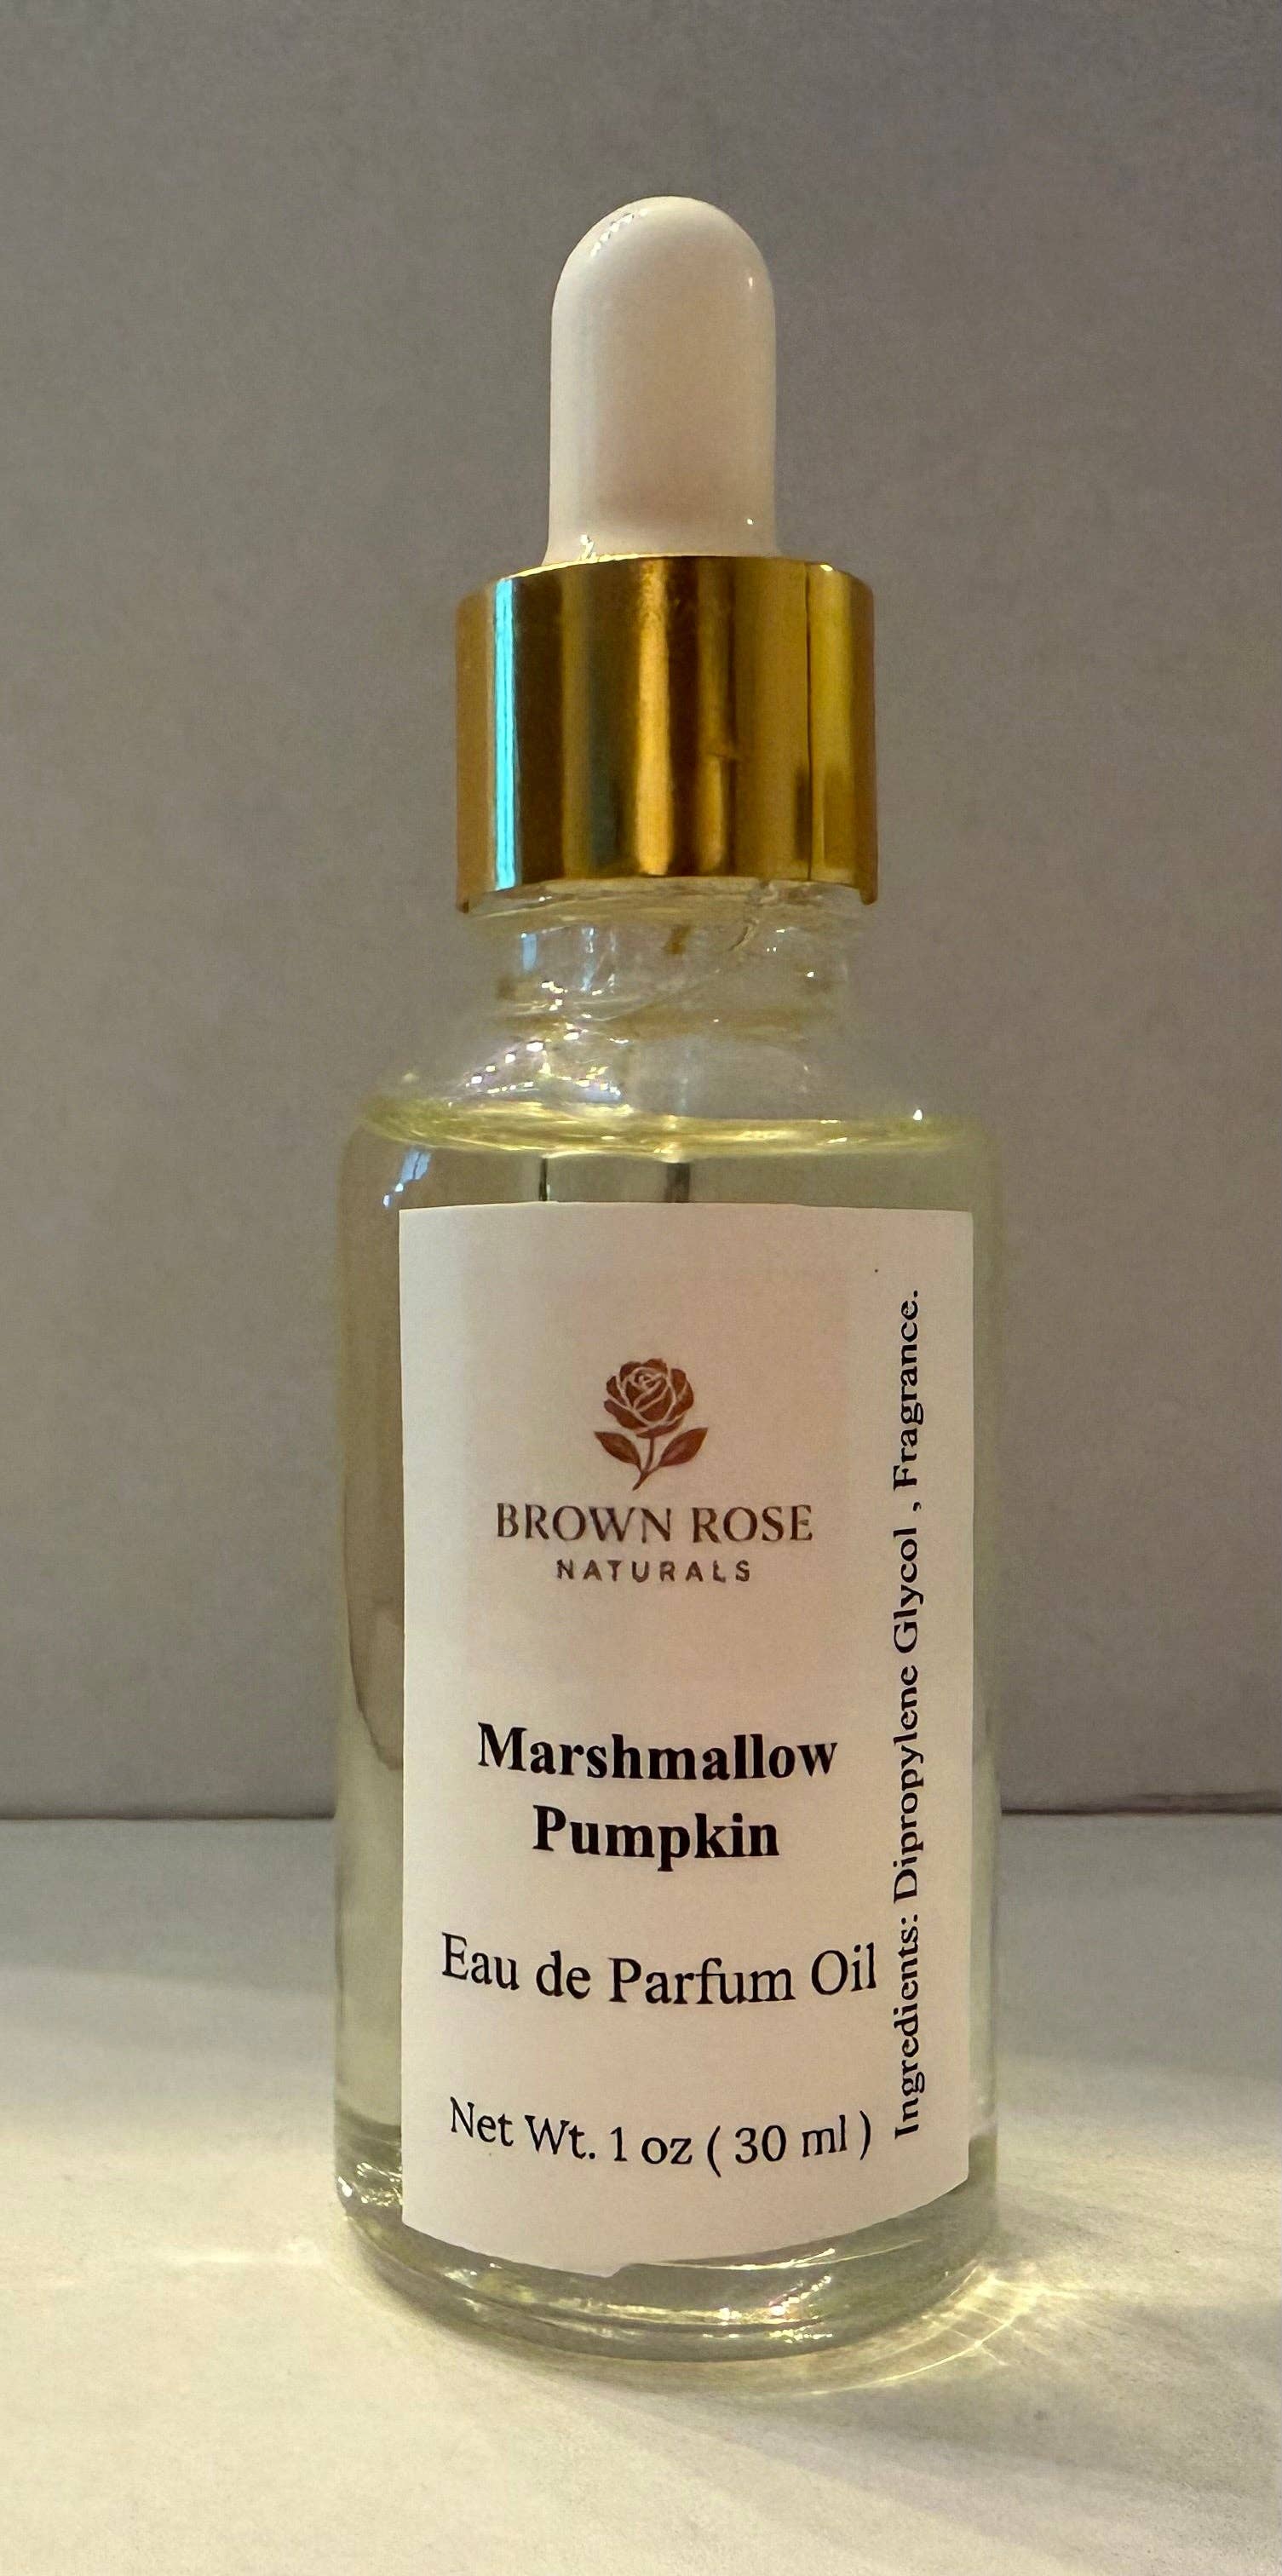 BROWN ROSE
NATURALS
Marshmallow
Pumpkin
Eau de Parfum Oil
Net Wt. 1 oz ( 30 ml )
Ingredients: Dipropylene Glycol , Fragrance.